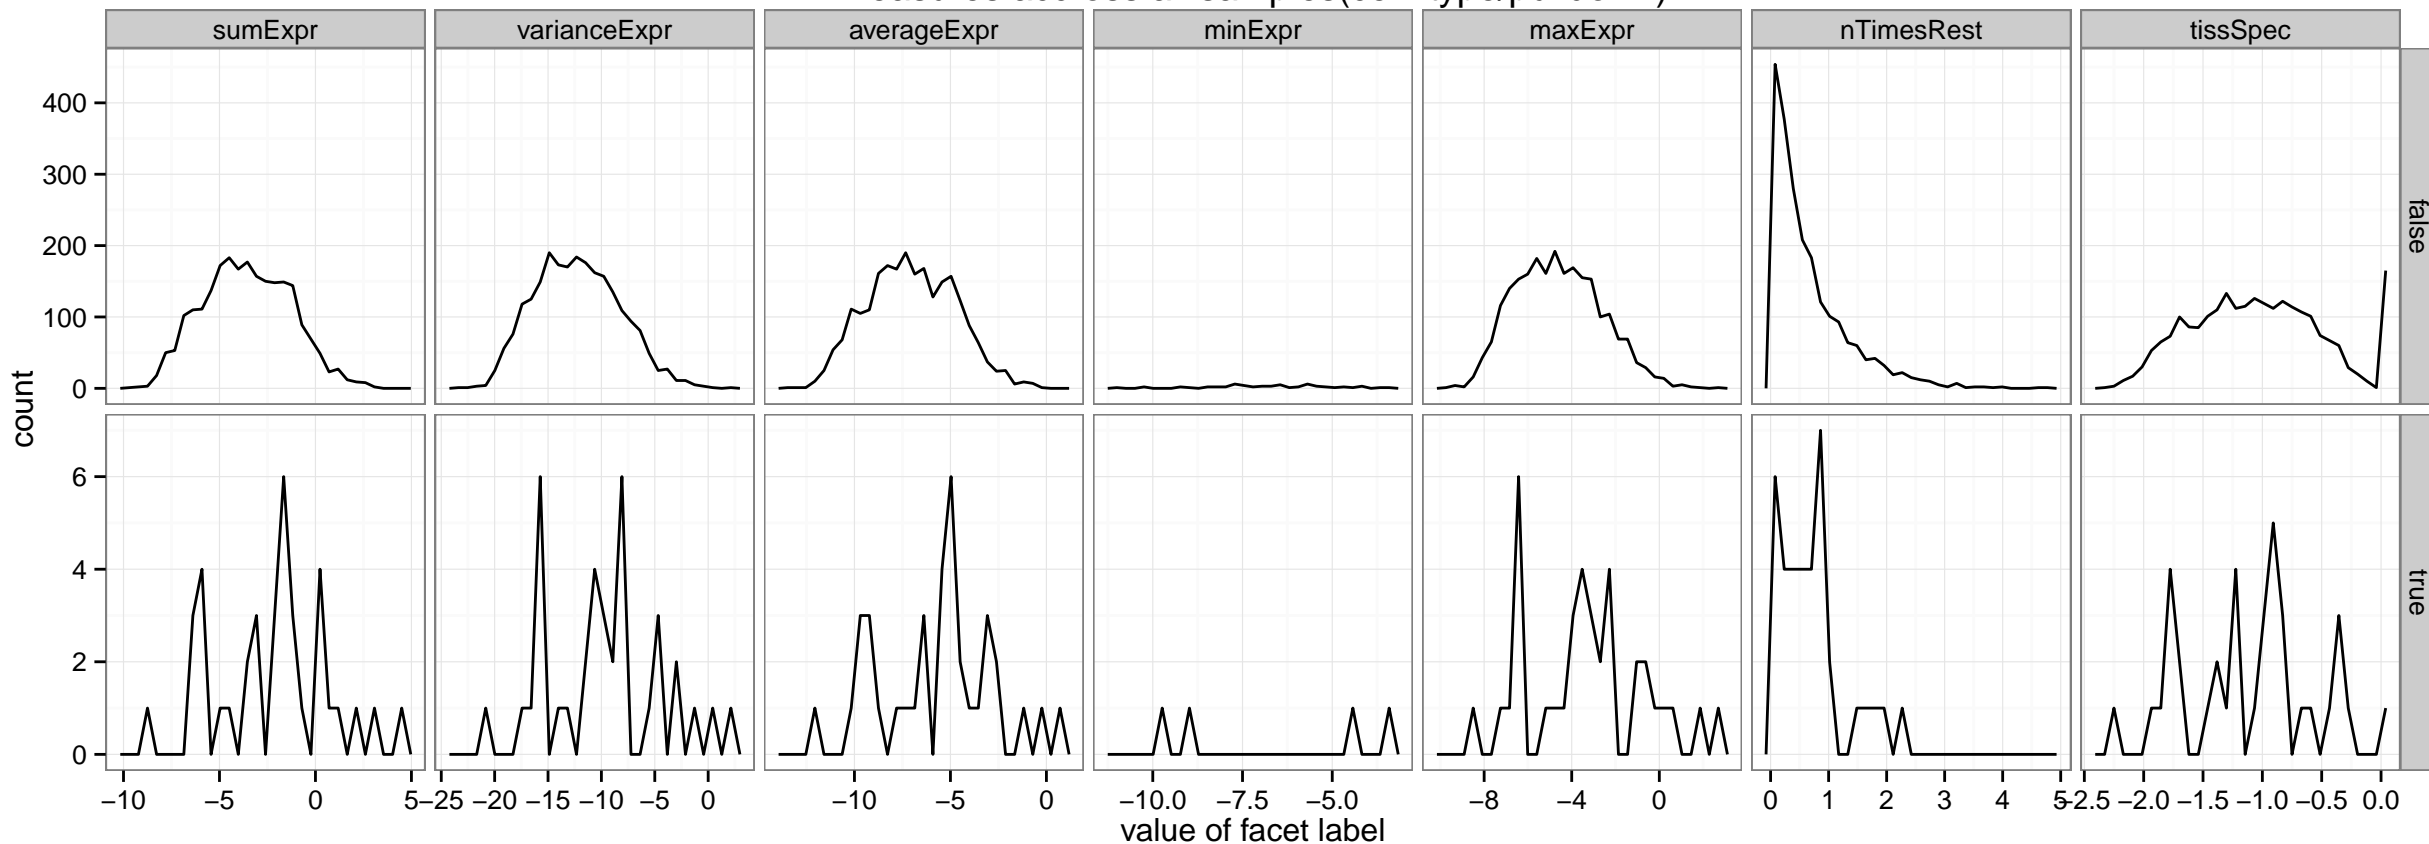 sumExpr varianceExpr averageExpr minExpr maxExpr nTimesRest tissSpec
400
300
200
100
0
false
count
6
4
2
0
true
−10 −5 0 5 −25 −20 −15 −10 −5 0 −10 −5 0 −10.0 −7.5 −5.0 −8 −4 0 0 1 2 3 4 5 −2.5 −2.0 −1.5 −1.0 −0.5 0.0
value of facet label